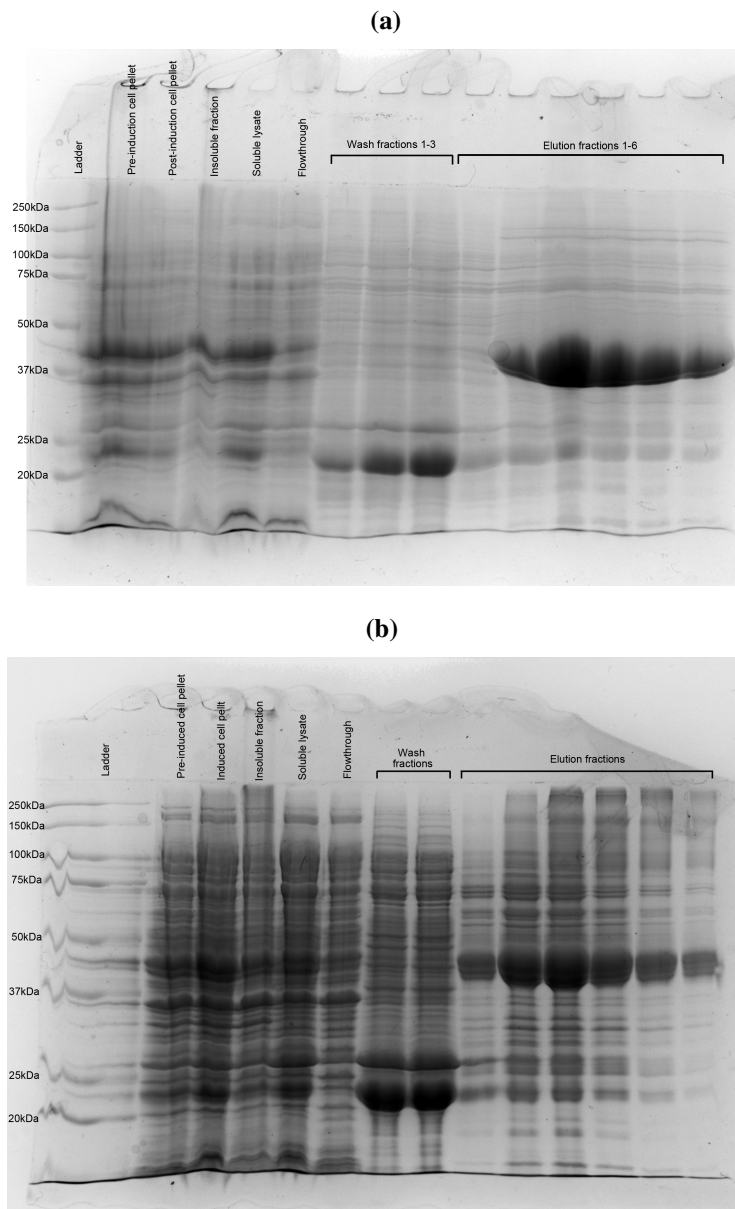 (a)
Ladder
Pre-induction cell pellet
Post-induction cell pellet
Insoluble fraction
Soluble lysate
Flowthrough
Wash fractions 1-3
Elution fractions 1-6
250kDa
150kDa
100kDa
75kDa
50kDa
37kDa
25kDa
20kDa
(b)
Ladder
Pre-induced cell pellet
Induced cell pellt
Insoluble fraction
Soluble lysate
Flowthrough
Wash
fractions
Elution fractions
250kDa
150kDa
100kDa
75kDa
50kDa
37kDa
25kDa
20kDa